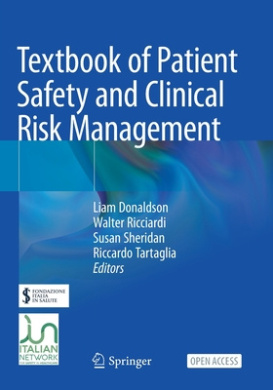 Textbook of Patient
Safety and Clinical
Risk Management
Liam Donaldson
Walter Ricciardi
Susan Sheridan
Riccardo Tartaglia
Editors
FONDAZIONE
ITALIA
IN SALUTE
in
ITALIAN
NETWORK
Springer
OPEN ACCESS